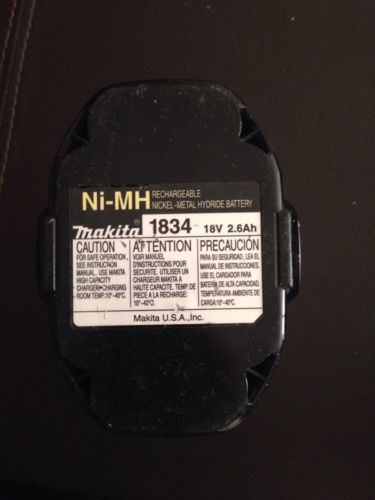 Ni-MH RECHARGEABLE NICKEL-METAL HYDRIDE BATTERY
makita 1834 18V 2.6Ah
CAUTION
FOR SAFE OPERATION,
SEE INSTRUCTION
MANUAL. USE MAKITA
HIGH CAPACITY
CHARGER•CHARGING
ROOM TEMP. 10°-40°C.
ATTENTION
VOIR MANUEL
D'INSTRUCTIONS POUR
SECURITE. UTILISER UN
CHARGEUR MAKITA A
HAUTE CAPACITE. TEMP. DE
PIECE A LA RECHARGE:
10°-40°C.
PRECAUCIÓN
PARA SU SEGURIDAD, LEA EL
MANUAL DE INSTRUCCIONES.
USE EL CARGADOR PARA
BATERIA DE ALTA CAPACIDAD.
TEMPERATURA AMBIENTE DE
CARGA 10°-40°C.
Makita U.S.A., Inc.